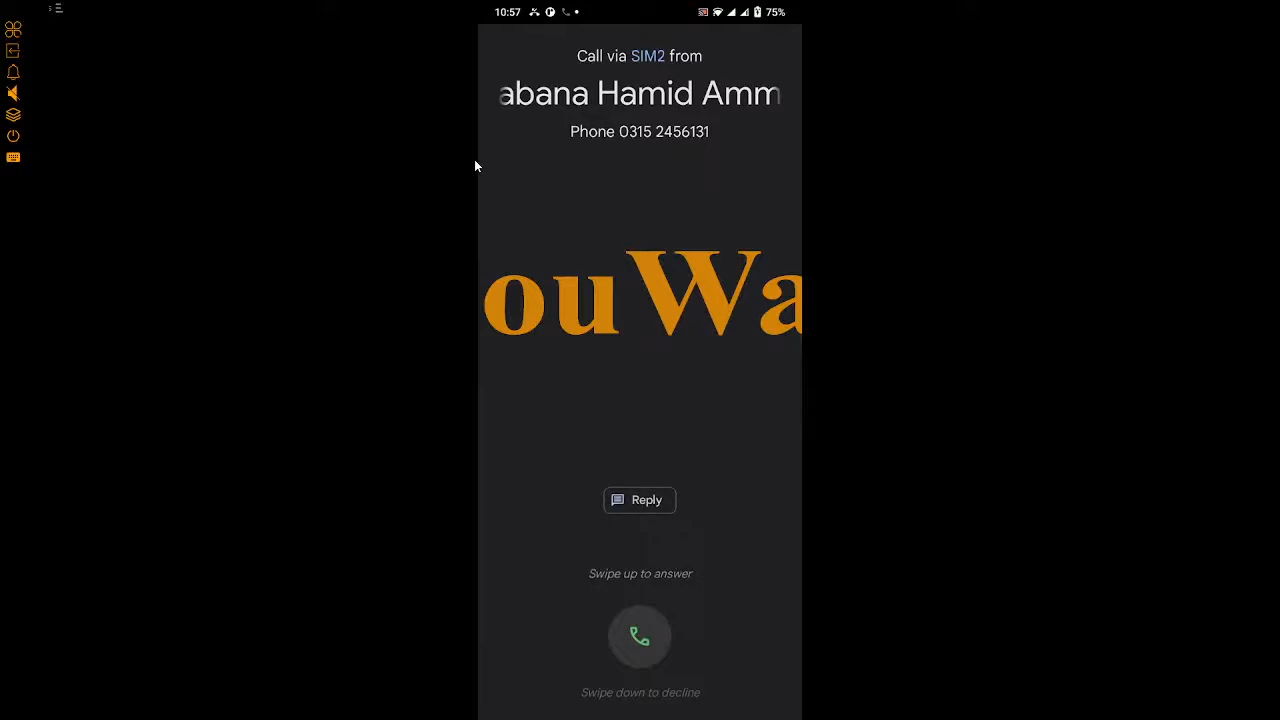 10:57 75%
Call via SIM2 from
abana Hamid Amm
Phone 0315 2456131
ouWa
Reply
Swipe up to answer
Swipe down to decline